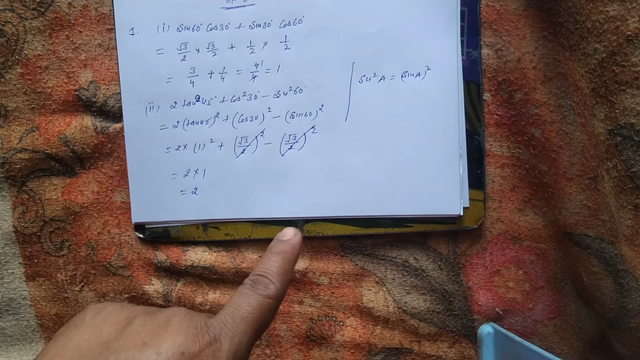 1. (i) Sin60° Cos30° + Sin30° Cos60°
= √3/2 × √3/2 + 1/2 × 1/2
= 3/4 + 1/4 = 4/4 = 1
(ii) 2 tan²45° + Cos²30° - Sin²60°
= 2(tan45)² + (Cos30)² - (Sin60)²
= 2 × (1)² + (√3/2)² - (√3/2)²
= 2 × 1
= 2.
Sin²A = (SinA)²